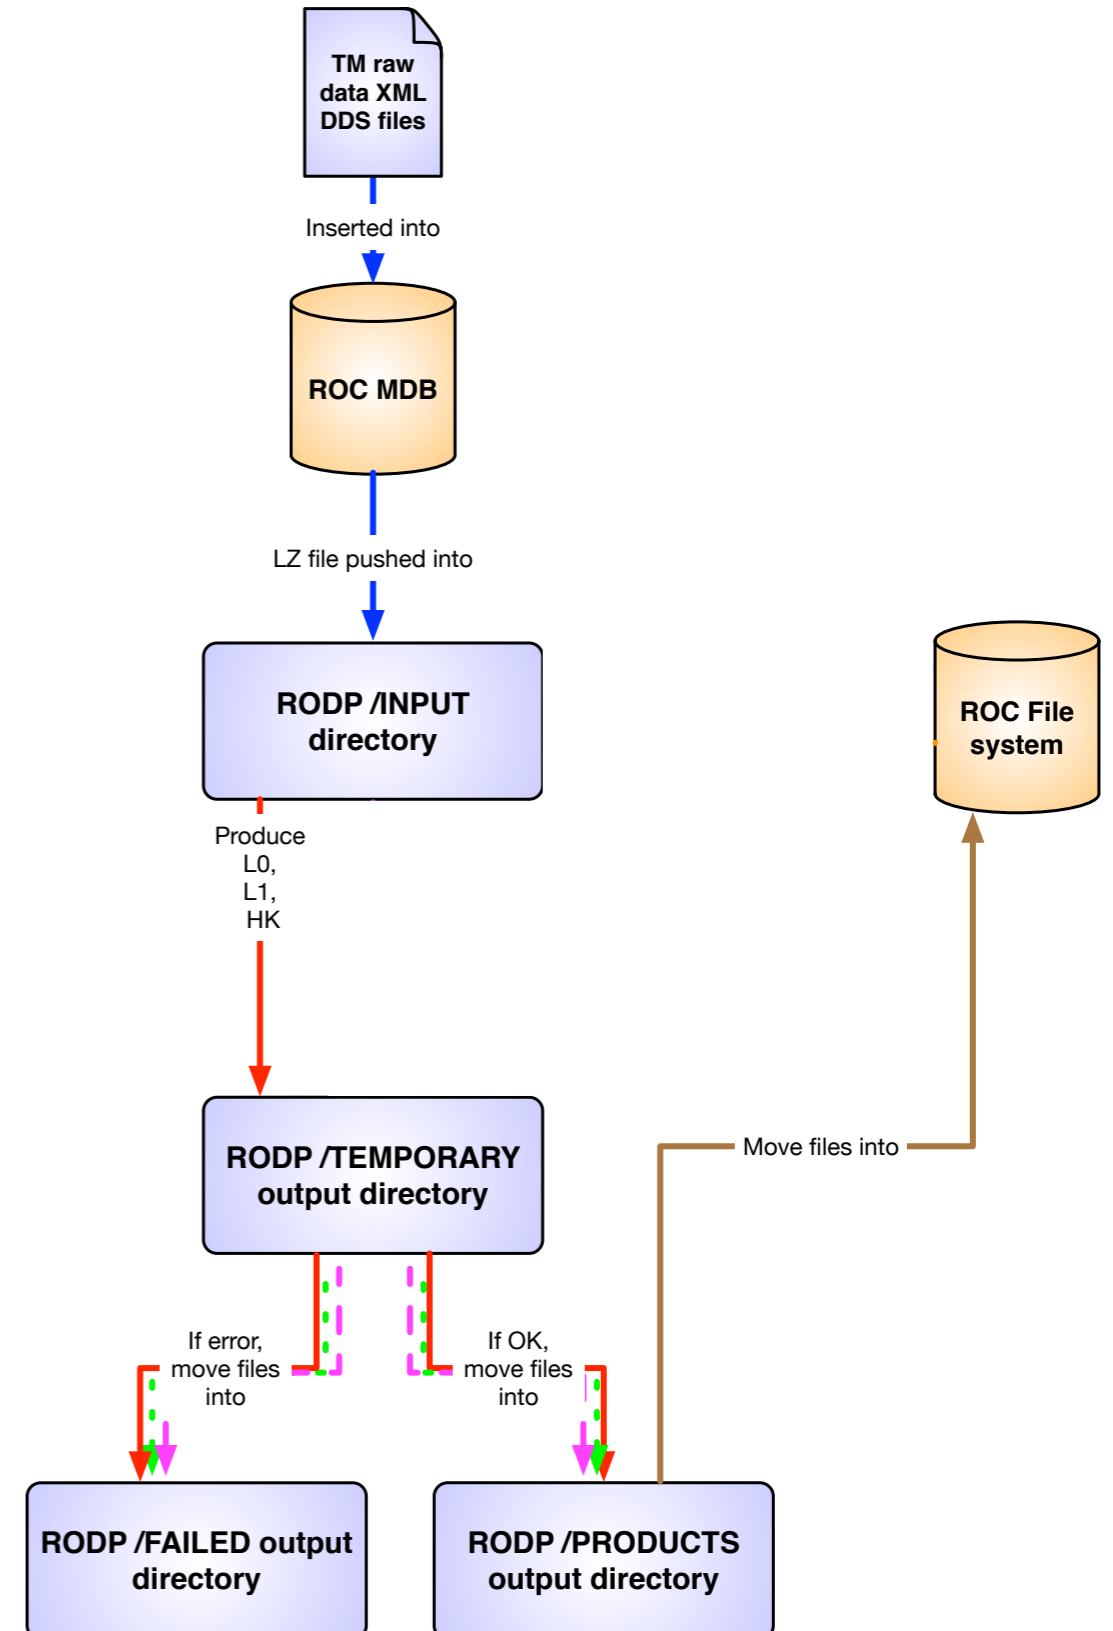 TM raw
data XML
DDS files
Inserted into
ROC MDB
LZ file pushed into
RODP /INPUT
directory
ROC File
system
Produce
L0,
L1,
HK
RODP /TEMPORARY
output directory
Move files into
If error,
move files
into
If OK,
move files
into
RODP /FAILED output
directory
RODP /PRODUCTS
output directory